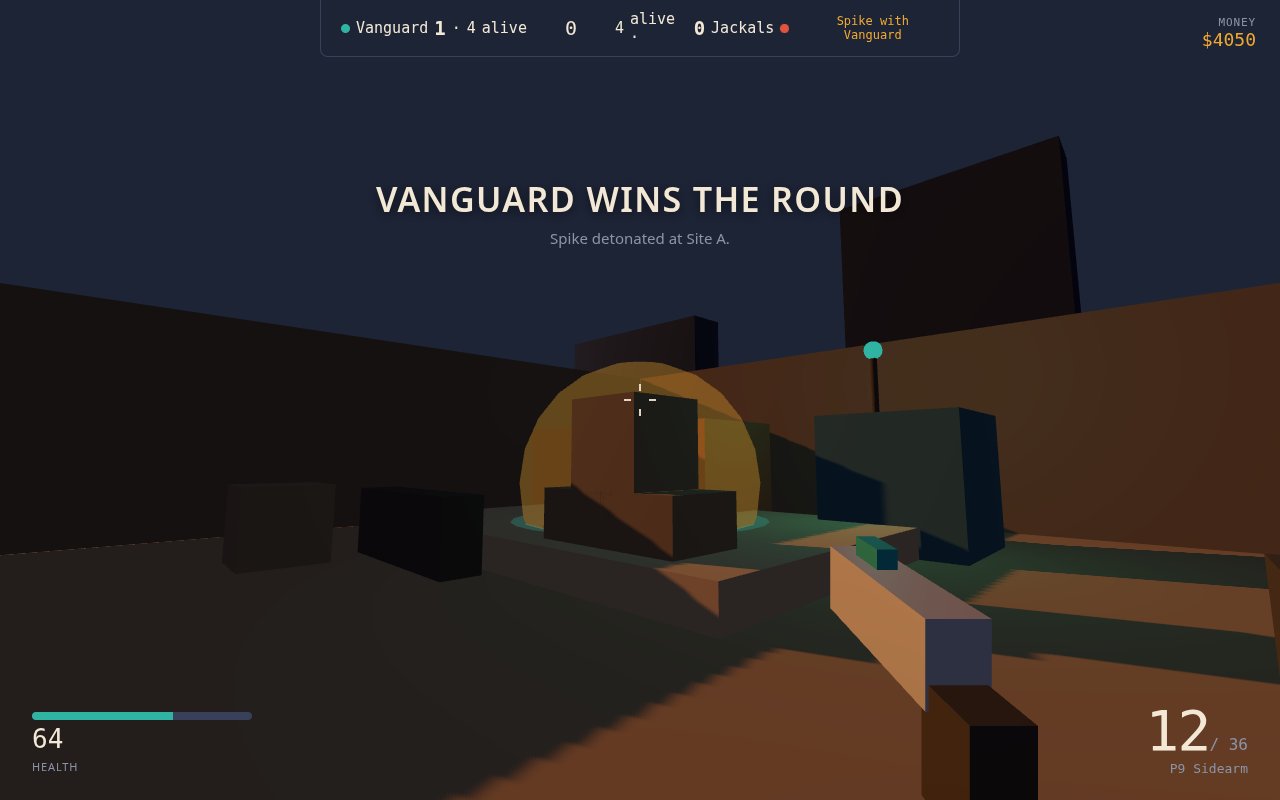 Vanguard 1 · 4 alive
0
4 alive ·
0 Jackals
Spike with
Vanguard
MONEY
$4050
VANGUARD WINS THE ROUND
Spike detonated at Site A.
64
HEALTH
12 / 36
P9 Sidearm